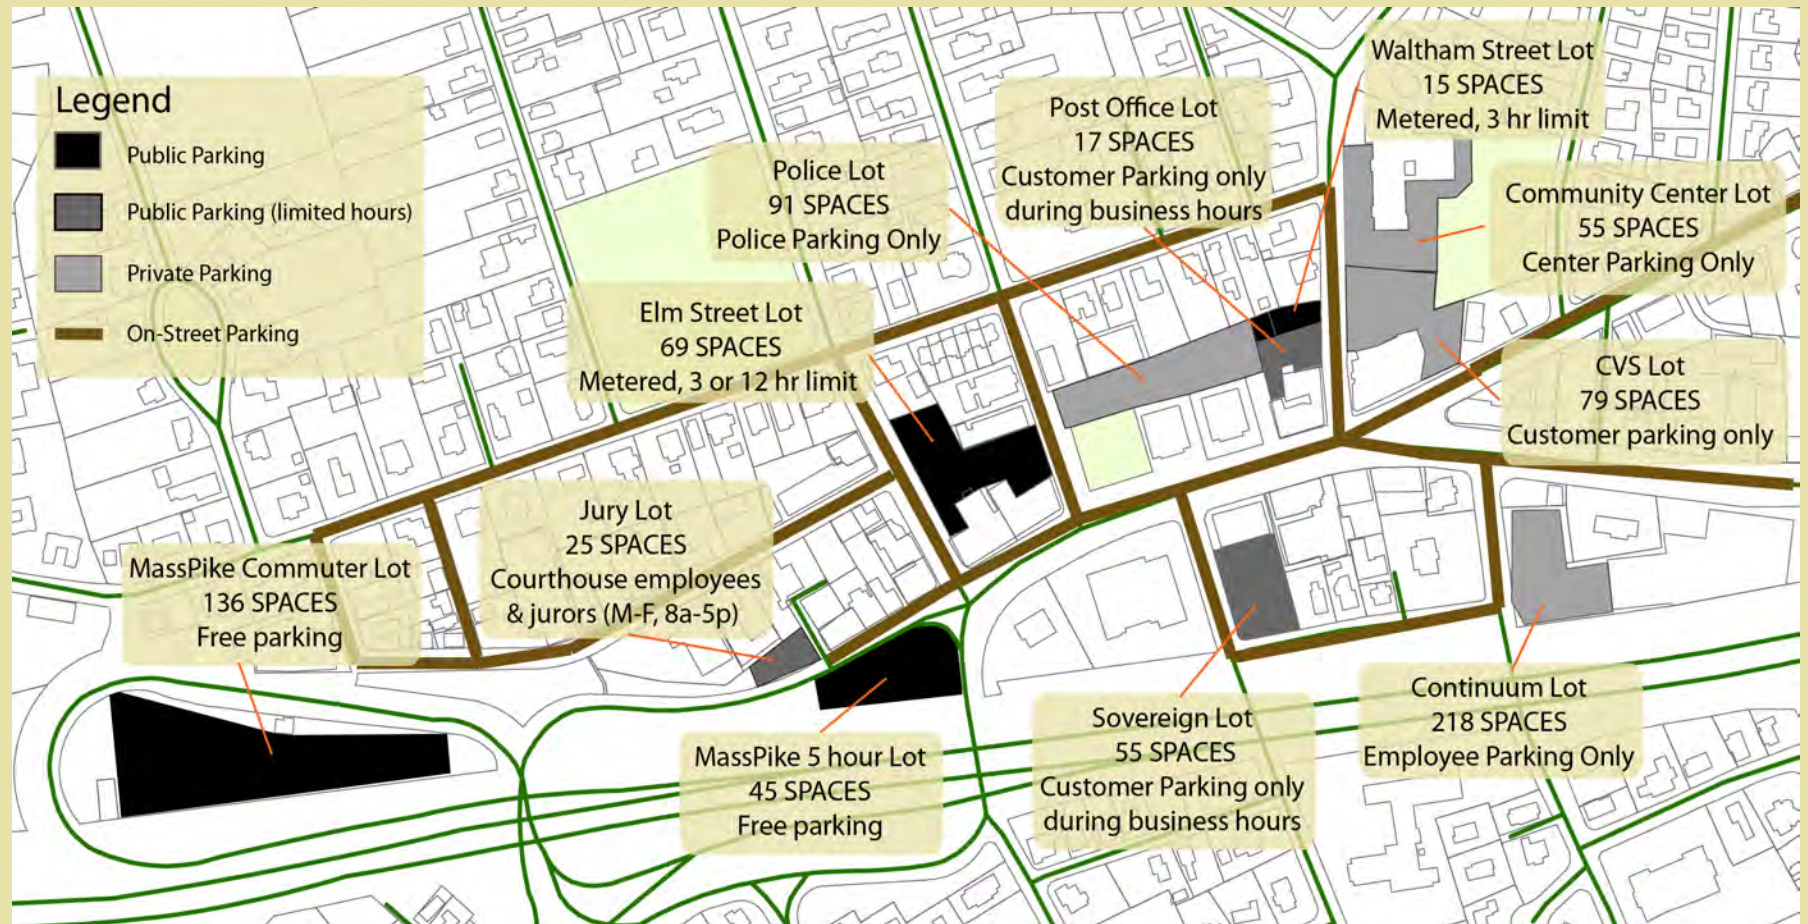 Legend
Public Parking
Public Parking (limited hours)
Private Parking
On-Street Parking
Waltham Street Lot
15 SPACES
Metered, 3 hr limit
Post Office Lot
17 SPACES
Customer Parking only
during business hours
Police Lot
91 SPACES
Police Parking Only
Community Center Lot
55 SPACES
Center Parking Only
Elm Street Lot
69 SPACES
Metered, 3 or 12 hr limit
CVS Lot
79 SPACES
Customer parking only
Jury Lot
25 SPACES
Courthouse employees
& jurors (M-F, 8a-5p)
MassPike Commuter Lot
136 SPACES
Free parking
MassPike 5 hour Lot
45 SPACES
Free parking
Sovereign Lot
55 SPACES
Customer Parking only
during business hours
Continuum Lot
218 SPACES
Employee Parking Only